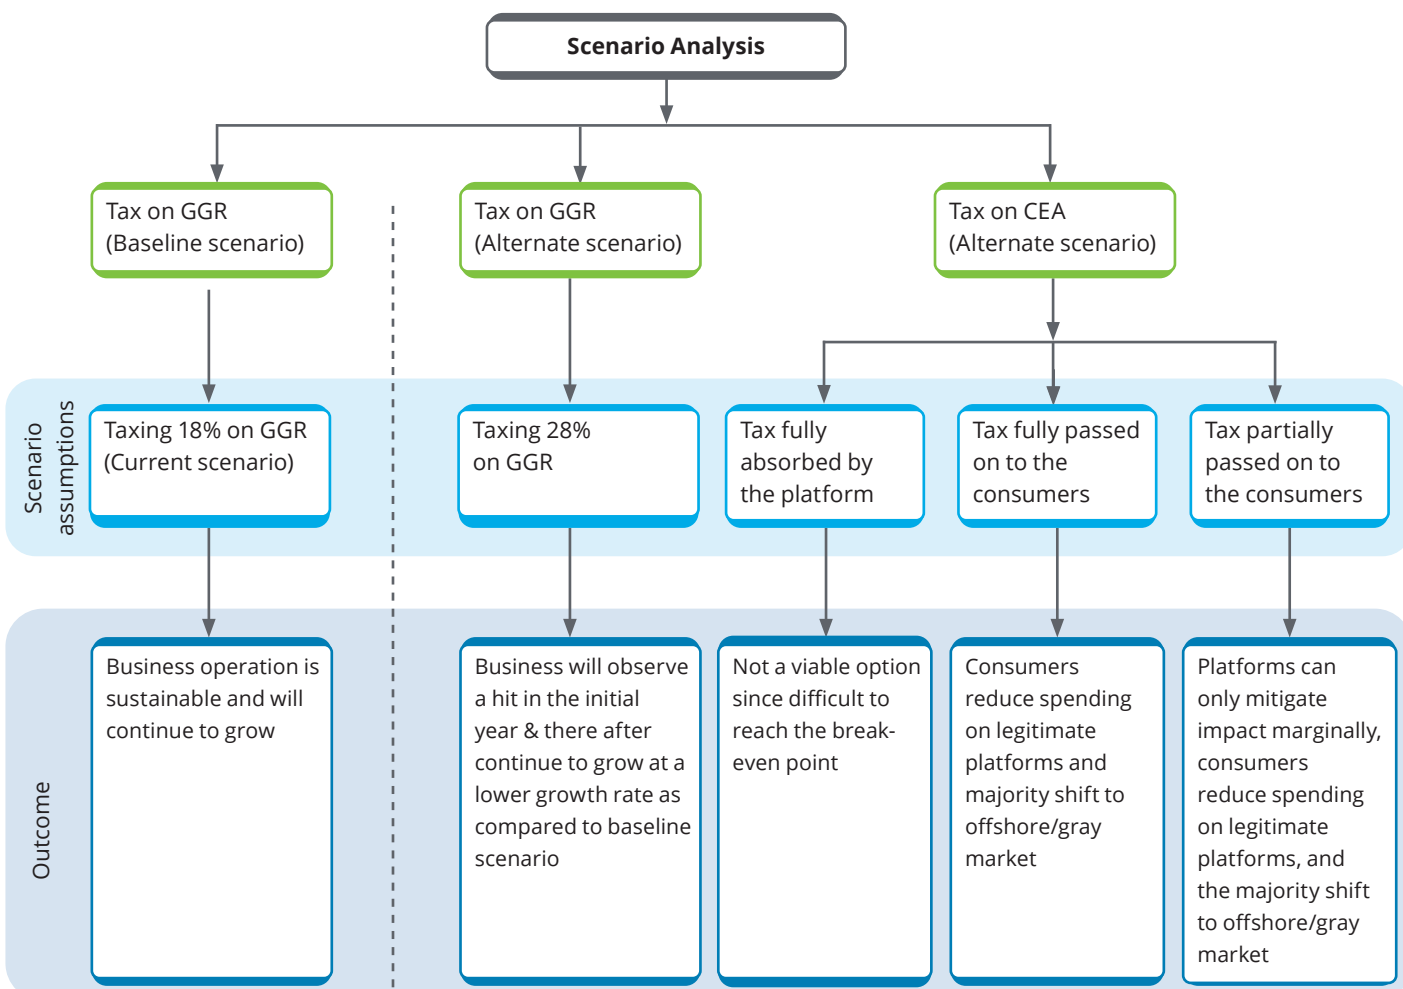 Scenario Analysis
Tax on GGR
(Baseline scenario)
Tax on GGR
(Alternate scenario)
Tax on CEA
(Alternate scenario)
Scenario
assumptions
Taxing 18% on GGR
(Current scenario)
Taxing 28%
on GGR
Tax fully
absorbed by
the platform
Tax fully passed
on to the
consumers
Tax partially
passed on to
the consumers
Outcome
Business operation is
sustainable and will
continue to grow
Business will observe
a hit in the initial
year & there after
continue to grow at a
lower growth rate as
compared to baseline
scenario
Not a viable option
since difficult to
reach the break-
even point
Consumers
reduce spending
on legitimate
platforms and
majority shift to
offshore/gray
market
Platforms can
only mitigate
impact marginally,
consumers
reduce spending
on legitimate
platforms, and
the majority shift
to offshore/gray
market